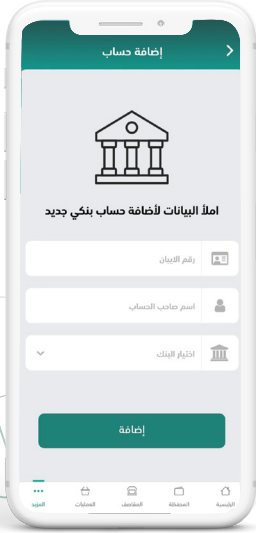 إضافة حساب
املأ البيانات لأضافة حساب بنكي جديد
رقم الايبان
اسم صاحب الحساب
اختيار البنك
إضافة
الرئيسية
المحفظة
المقاصف
العمليات
المزيد